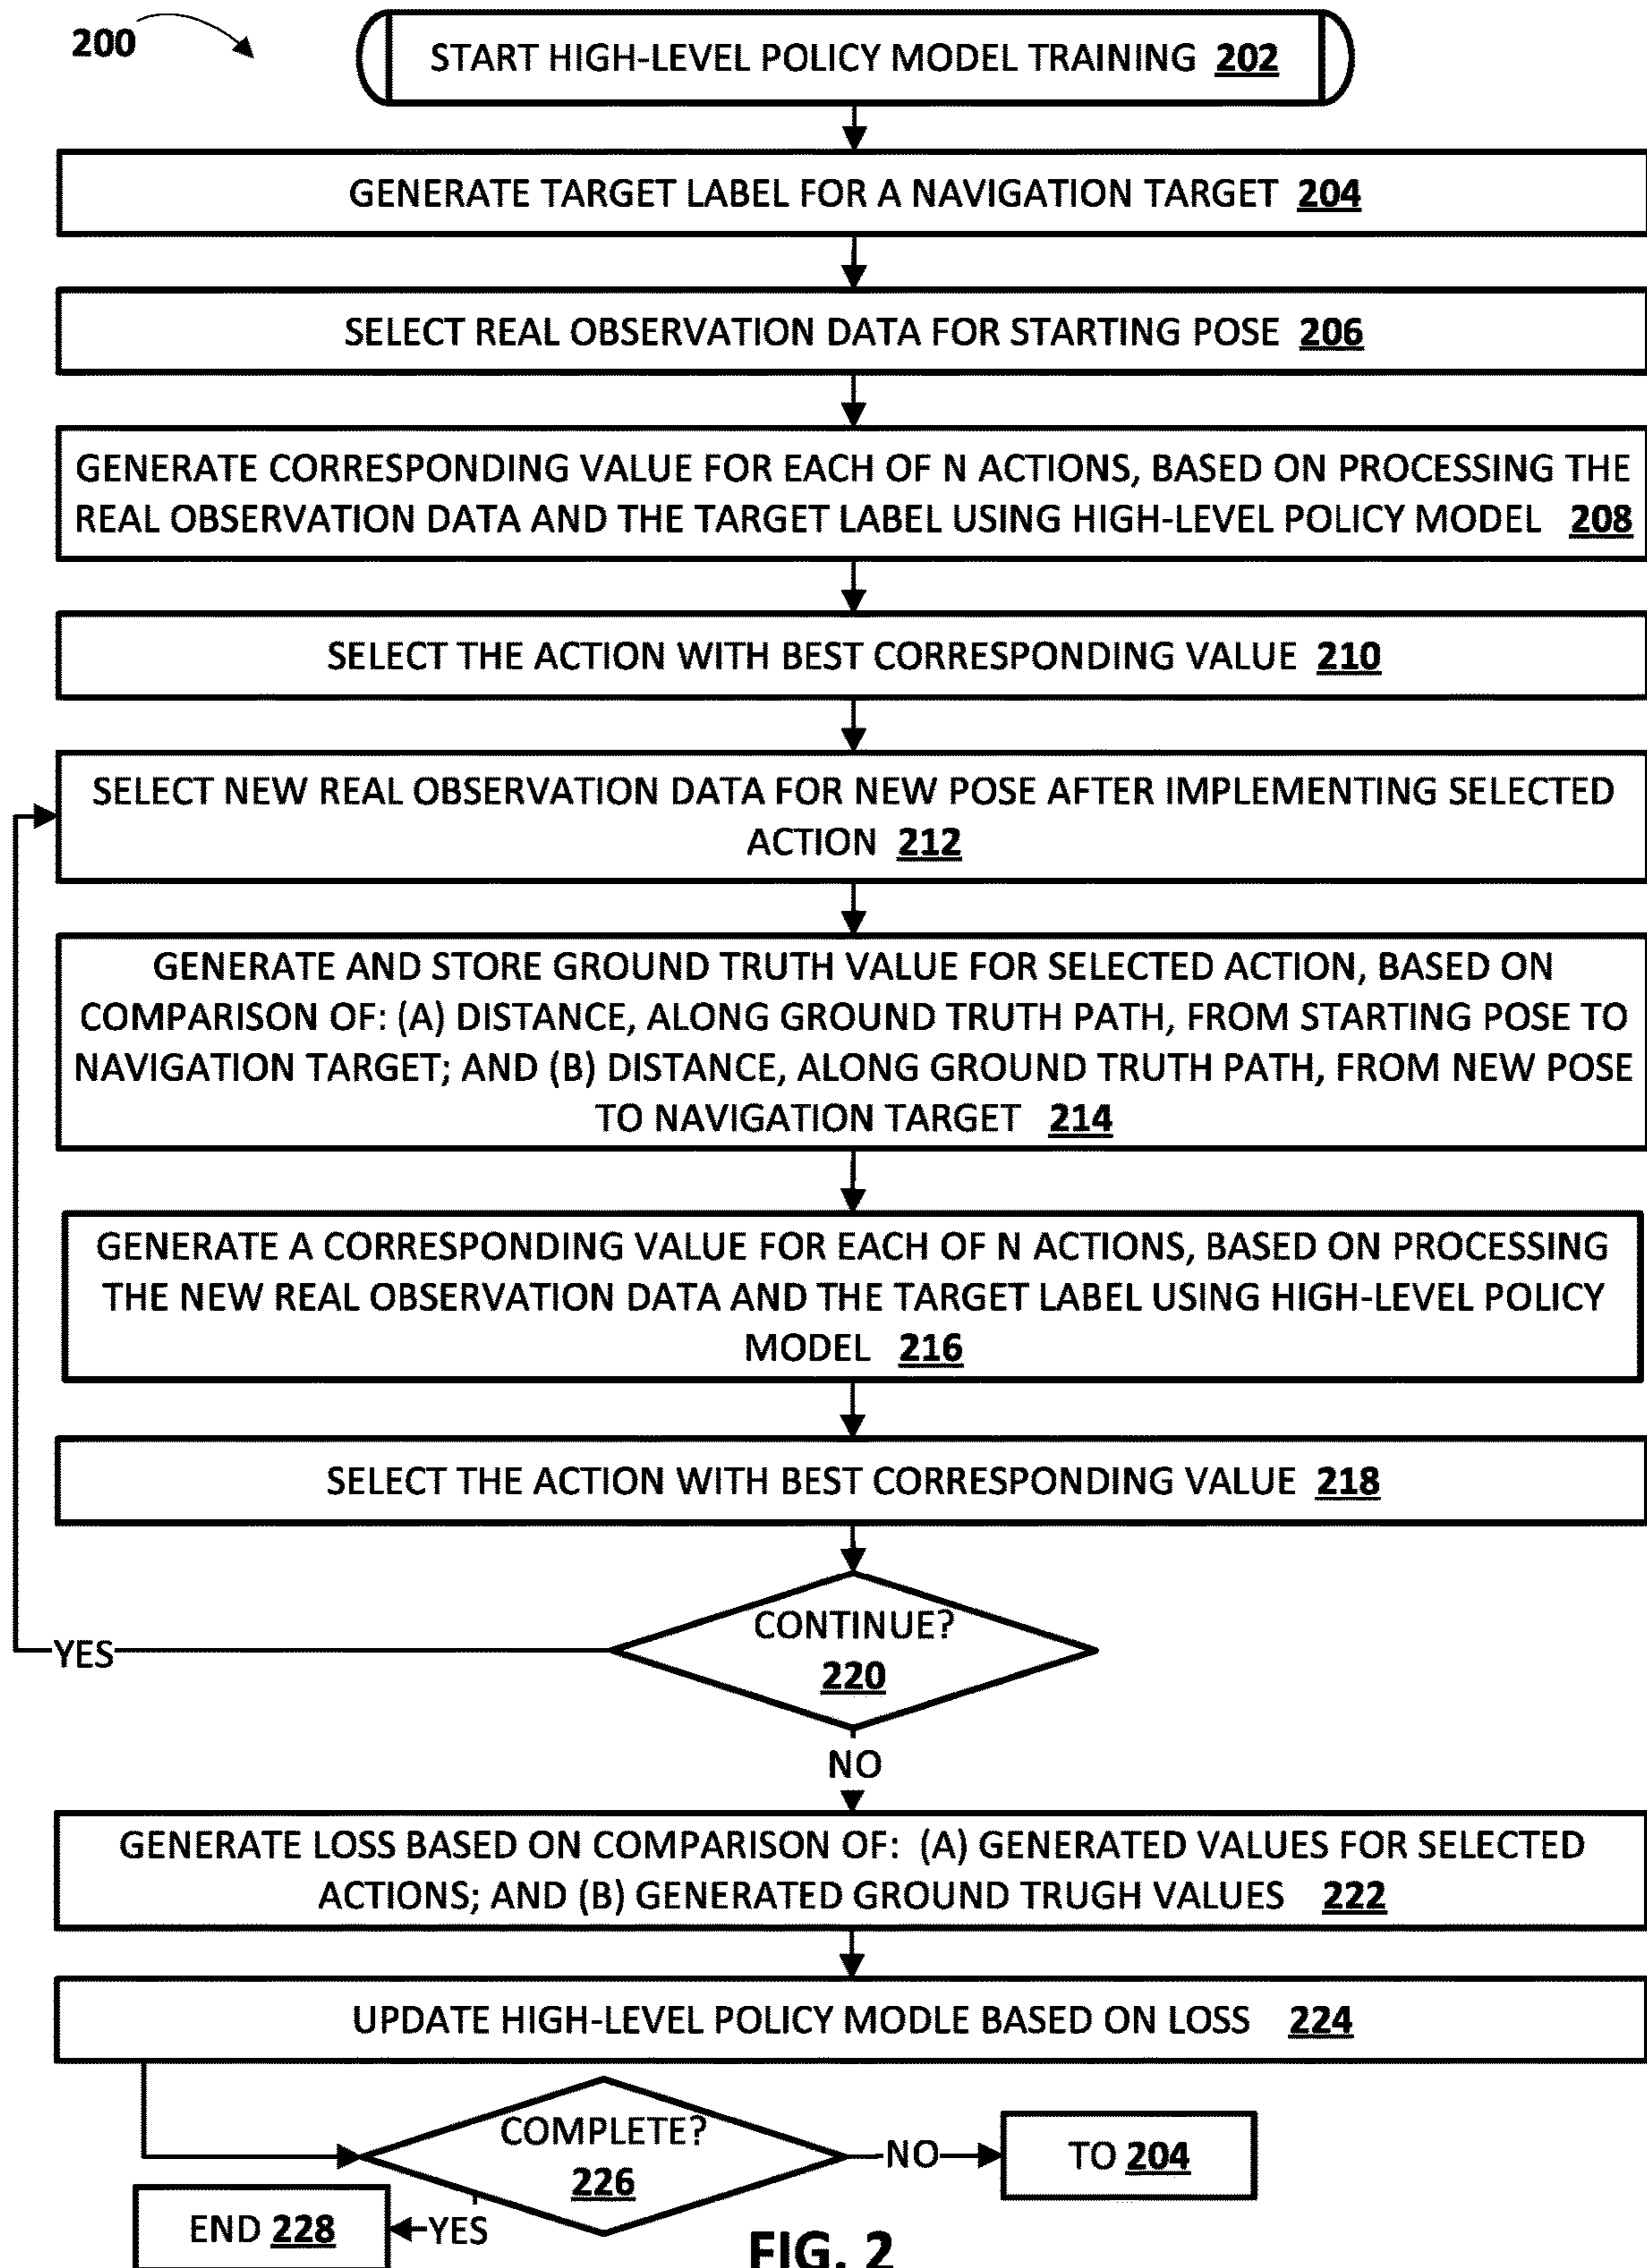 200
START HIGH-LEVEL POLICY MODEL TRAINING 202
GENERATE TARGET LABEL FOR A NAVIGATION TARGET 204
SELECT REAL OBSERVATION DATA FOR STARTING POSE 206
GENERATE CORRESPONDING VALUE FOR EACH OF N ACTIONS, BASED ON PROCESSING THE
REAL OBSERVATION DATA AND THE TARGET LABEL USING HIGH-LEVEL POLICY MODEL 208
SELECT THE ACTION WITH BEST CORRESPONDING VALUE 210
SELECT NEW REAL OBSERVATION DATA FOR NEW POSE AFTER IMPLEMENTING SELECTED
ACTION 212
GENERATE AND STORE GROUND TRUTH VALUE FOR SELECTED ACTION, BASED ON
COMPARISON OF: (A) DISTANCE, ALONG GROUND TRUTH PATH, FROM STARTING POSE TO
NAVIGATION TARGET; AND (B) DISTANCE, ALONG GROUND TRUTH PATH, FROM NEW POSE
TO NAVIGATION TARGET 214
GENERATE A CORRESPONDING VALUE FOR EACH OF N ACTIONS, BASED ON PROCESSING
THE NEW REAL OBSERVATION DATA AND THE TARGET LABEL USING HIGH-LEVEL POLICY
MODEL 216
SELECT THE ACTION WITH BEST CORRESPONDING VALUE 218
CONTINUE?
220
YES
NO
GENERATE LOSS BASED ON COMPARISON OF: (A) GENERATED VALUES FOR SELECTED
ACTIONS; AND (B) GENERATED GROUND TRUGH VALUES 222
UPDATE HIGH-LEVEL POLICY MODLE BASED ON LOSS 224
COMPLETE?
226
NO
TO 204
YES
END 228
FIG. 2